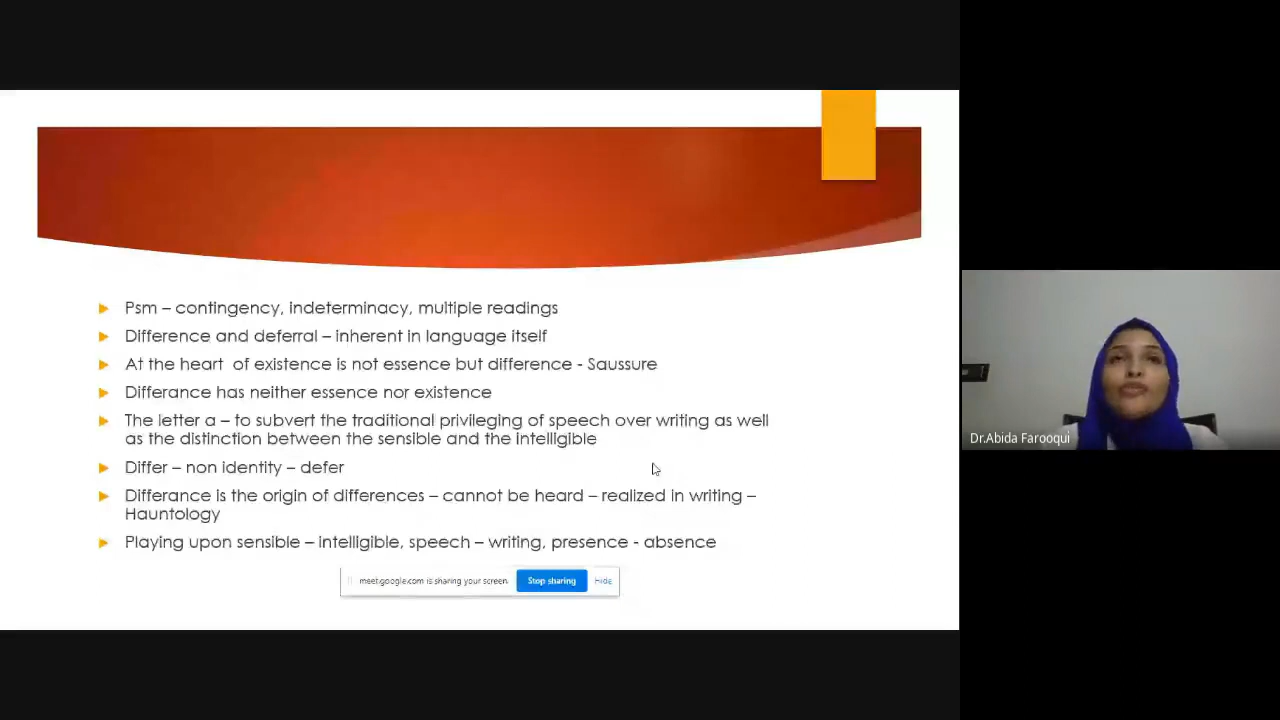 Psm – contingency, indeterminacy, multiple readings
Difference and deferral – inherent in language itself
At the heart of existence is not essence but difference - Saussure
Differance has neither essence nor existence
The letter a – to subvert the traditional privileging of speech over writing as well
as the distinction between the sensible and the intelligible
Differ – non identity – defer
Differance is the origin of differences – cannot be heard – realized in writing –
Hauntology
Playing upon sensible – intelligible, speech – writing, presence - absence
meet.google.com is sharing your screen. Stop sharing Hide
Dr.Abida Farooqui